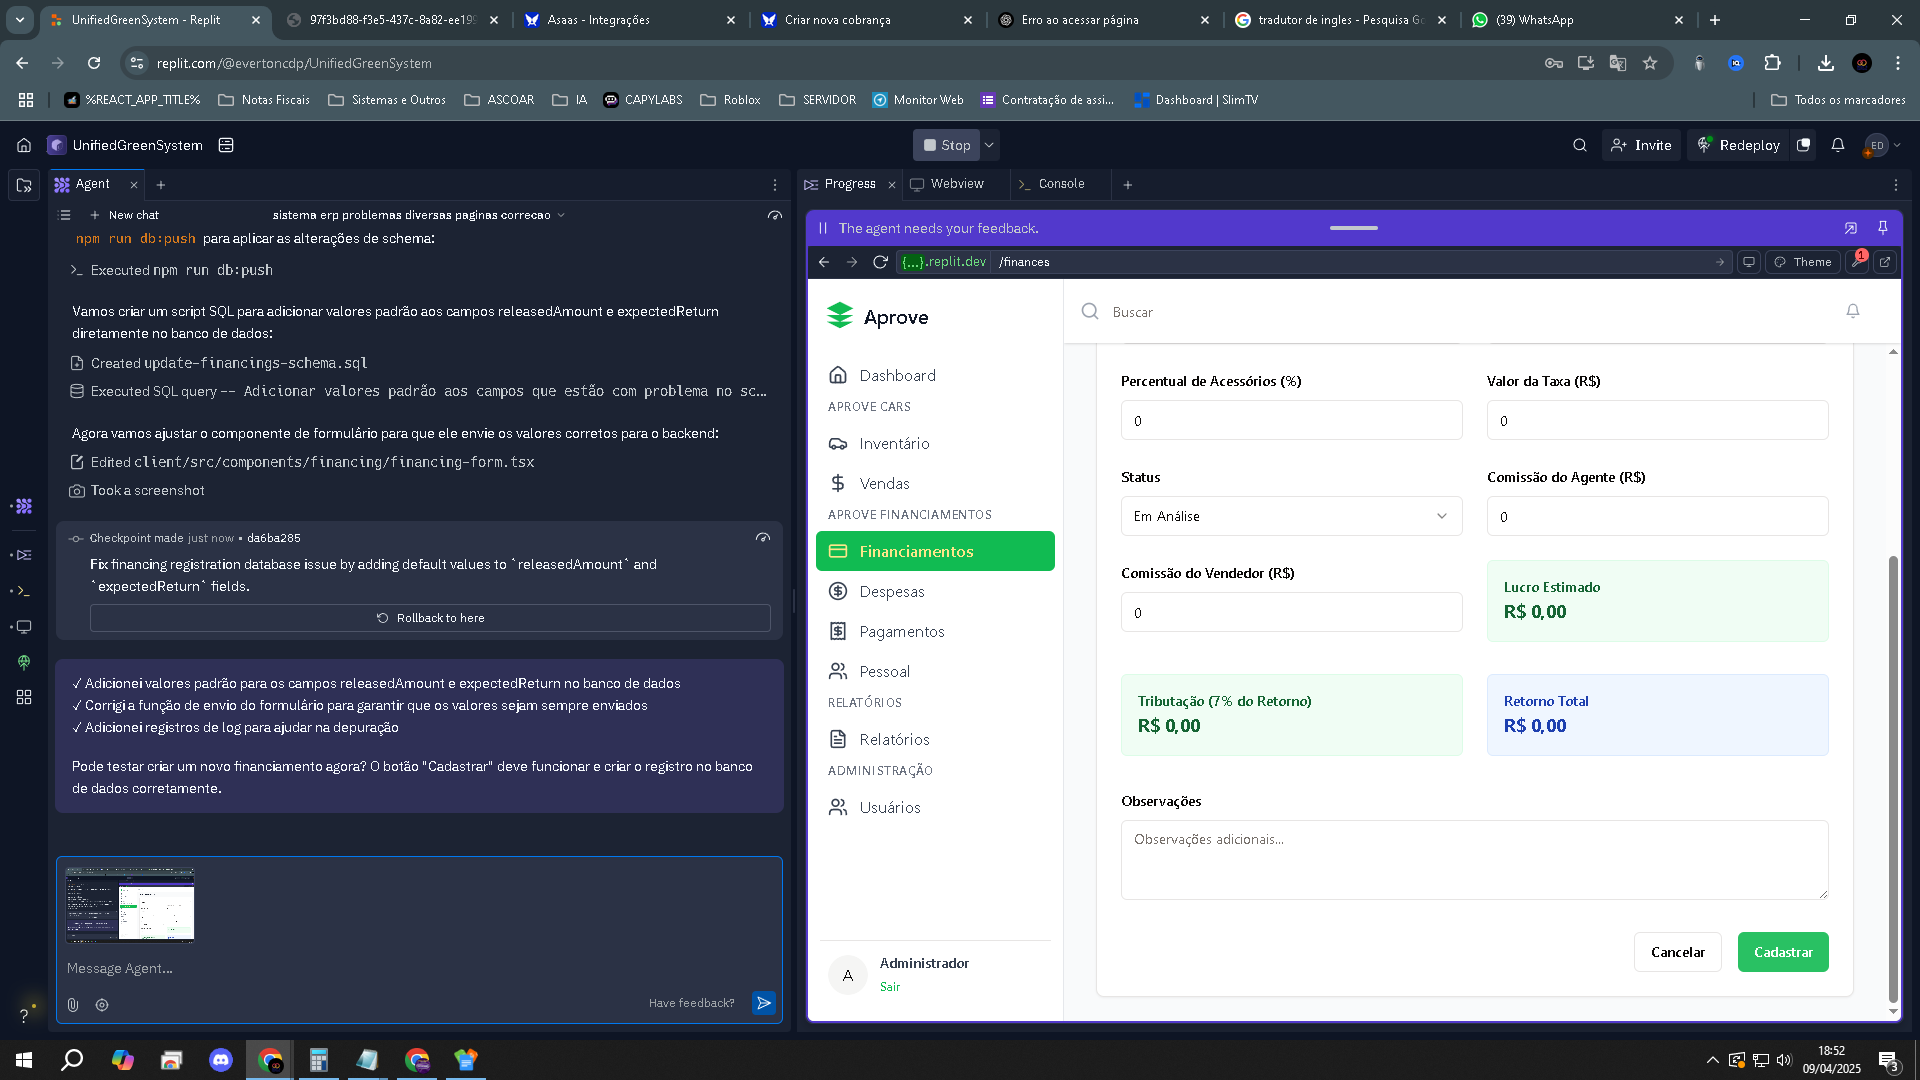 UnifiedGreenSystem - Replit
97f3bd88-f3e5-437c-8a82-ee199
Asaas - Integrações
Criar nova cobrança
Erro ao acessar página
tradutor de ingles - Pesquisa Go
(39) WhatsApp
replit.com/@evertoncdp/UnifiedGreenSystem
%REACT_APP_TITLE%
Notas Fiscais
Sistemas e Outros
ASCOAR
IA
CAPYLABS
Roblox
SERVIDOR
Monitor Web
Contratação de assi...
Dashboard | SlimTV
Todos os marcadores
UnifiedGreenSystem
Stop
Invite
Redeploy
ED
Agent
Progress
Webview
Console
New chat
sistema erp problemas diversas paginas correcao
npm run db:push para aplicar as alterações de schema:
Executed npm run db:push
Vamos criar um script SQL para adicionar valores padrão aos campos releasedAmount e expectedReturn
diretamente no banco de dados:
Created update-financings-schema.sql
Executed SQL query -- Adicionar valores padrão aos campos que estão com problema no sc...
Agora vamos ajustar o componente de formulário para que ele envie os valores corretos para o backend:
Edited client/src/components/financing/financing-form.tsx
Took a screenshot
Checkpoint made just now • da6ba285
Fix financing registration database issue by adding default values to `releasedAmount` and
`expectedReturn` fields.
Rollback to here
✓ Adicionei valores padrão para os campos releasedAmount e expectedReturn no banco de dados
✓ Corrigi a função de envio do formulário para garantir que os valores sejam sempre enviados
✓ Adicionei registros de log para ajudar na depuração
Pode testar criar um novo financiamento agora? O botão "Cadastrar" deve funcionar e criar o registro no banco
de dados corretamente.
Message Agent...
Have feedback?
?
The agent needs your feedback.
{...}.replit.dev /finances
Theme
1
Aprove
Buscar
Dashboard
APROVE CARS
Inventário
Vendas
APROVE FINANCIAMENTOS
Financiamentos
Despesas
Pagamentos
Pessoal
RELATÓRIOS
Relatórios
ADMINISTRAÇÃO
Usuários
A
Administrador
Sair
Percentual de Acessórios (%)
Valor da Taxa (R$)
0
0
Status
Comissão do Agente (R$)
Em Análise
0
Comissão do Vendedor (R$)
0
Lucro Estimado
R$ 0,00
Tributação (7% do Retorno)
R$ 0,00
Retorno Total
R$ 0,00
Observações
Observações adicionais...
Cancelar
Cadastrar
18:52
09/04/2025
3